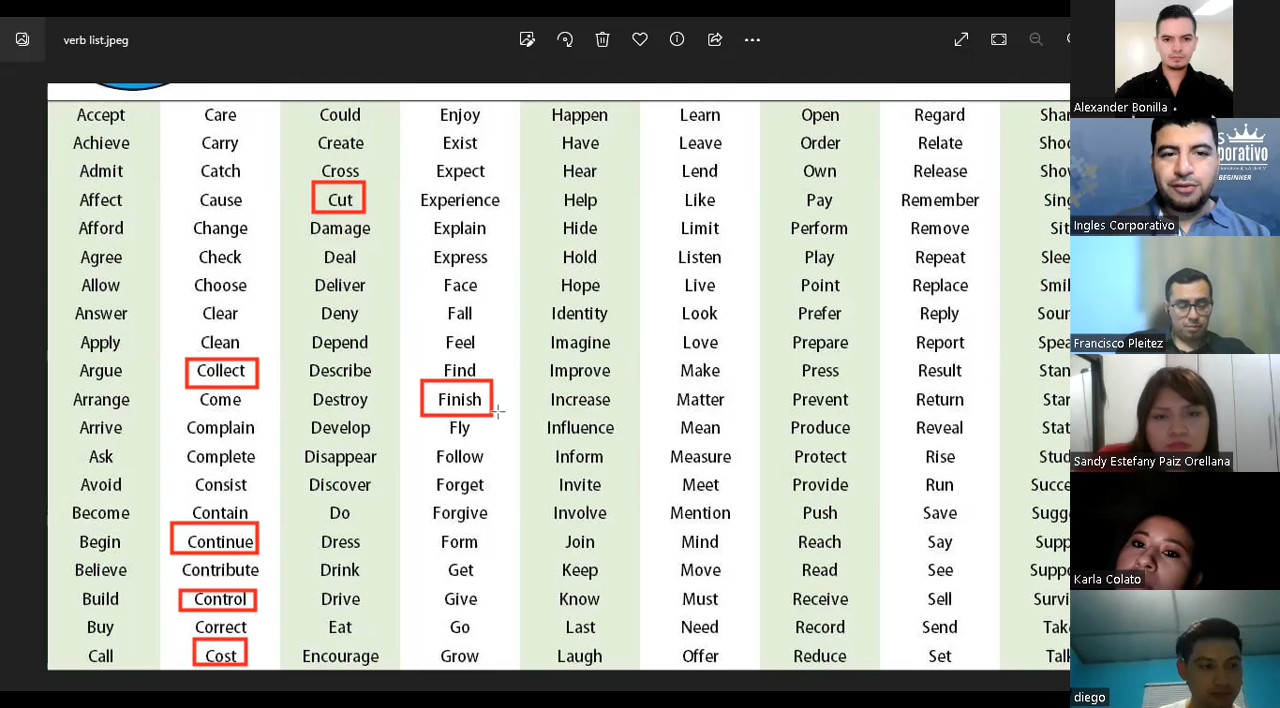 verb list.jpeg
Accept Care Could Enjoy Happen Learn Open Regard
Achieve Carry Create Exist Have Leave Order Relate
Admit Catch Cross Expect Hear Lend Own Release
Affect Cause Cut Experience Help Like Pay Remember
Afford Change Damage Explain Hide Limit Perform Remove
Agree Check Deal Express Hold Listen Play Repeat
Allow Choose Deliver Face Hope Live Point Replace
Answer Clear Deny Fall Identity Look Prefer Reply
Apply Clean Depend Feel Imagine Love Prepare Report
Argue Collect Describe Find Improve Make Press Result
Arrange Come Destroy Finish Increase Matter Prevent Return
Arrive Complain Develop Fly Influence Mean Produce Reveal
Ask Complete Disappear Follow Inform Measure Protect Rise
Avoid Consist Discover Forget Invite Meet Provide Run
Become Contain Do Forgive Involve Mention Push Save
Begin Continue Dress Form Join Mind Reach Say
Believe Contribute Drink Get Keep Move Read See
Build Control Drive Give Know Must Receive Sell
Buy Correct Eat Go Last Need Record Send
Call Cost Encourage Grow Laugh Offer Reduce Set
Alexander Bonilla
BEGINNER
Ingles Corporativo
Francisco Pleitez
Sandy Estefany Paiz Orellana
Karla Colato
diego